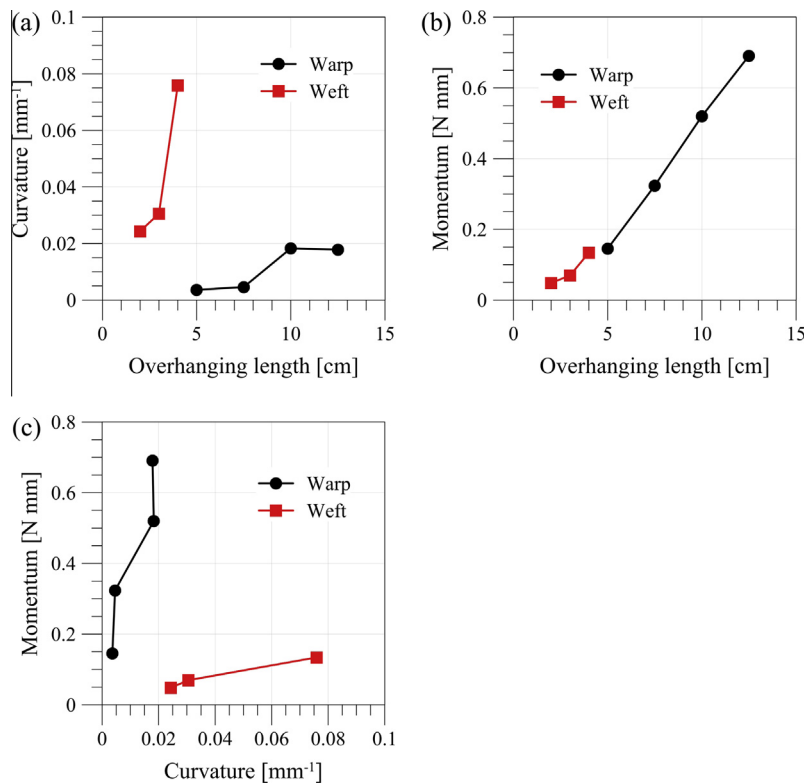 (a)
0.1
0.08
0.06
0.04
0.02
0
Curvature [mm⁻¹]
Warp
Weft
0 5 10 15
Overhanging length [cm]
(b)
0.8
0.6
0.4
0.2
0
Momentum [N mm]
Warp
Weft
0 5 10 15
Overhanging length [cm]
(c)
0.8
0.6
0.4
0.2
0
Momentum [N mm]
Warp
Weft
0 0.02 0.04 0.06 0.08 0.1
Curvature [mm⁻¹]